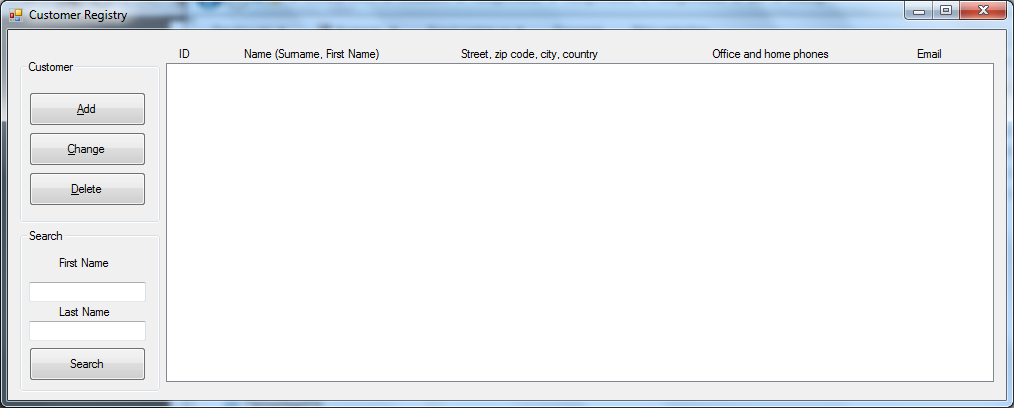 Customer Registry
ID Name (Surname, First Name) Street, zip code, city, country Office and home phones Email
Customer
Add
Change
Delete
Search
First Name
Last Name
Search